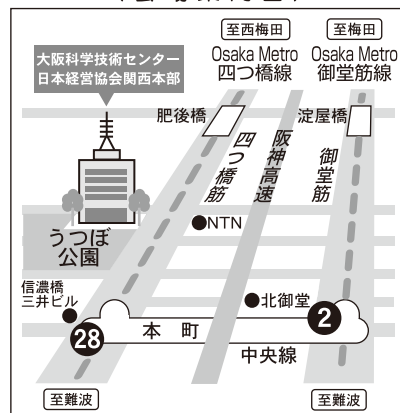 至西梅田
至梅田
Osaka Metro
四つ橋線
Osaka Metro
御堂筋線
大阪科学技術センター
日本経営協会関西本部
肥後橋
淀屋橋
四つ橋筋
阪神高速
御堂筋
NTN
うつぼ
公園
信濃橋
三井ビル
北御堂
28
本町
2
中央線
至難波
至難波